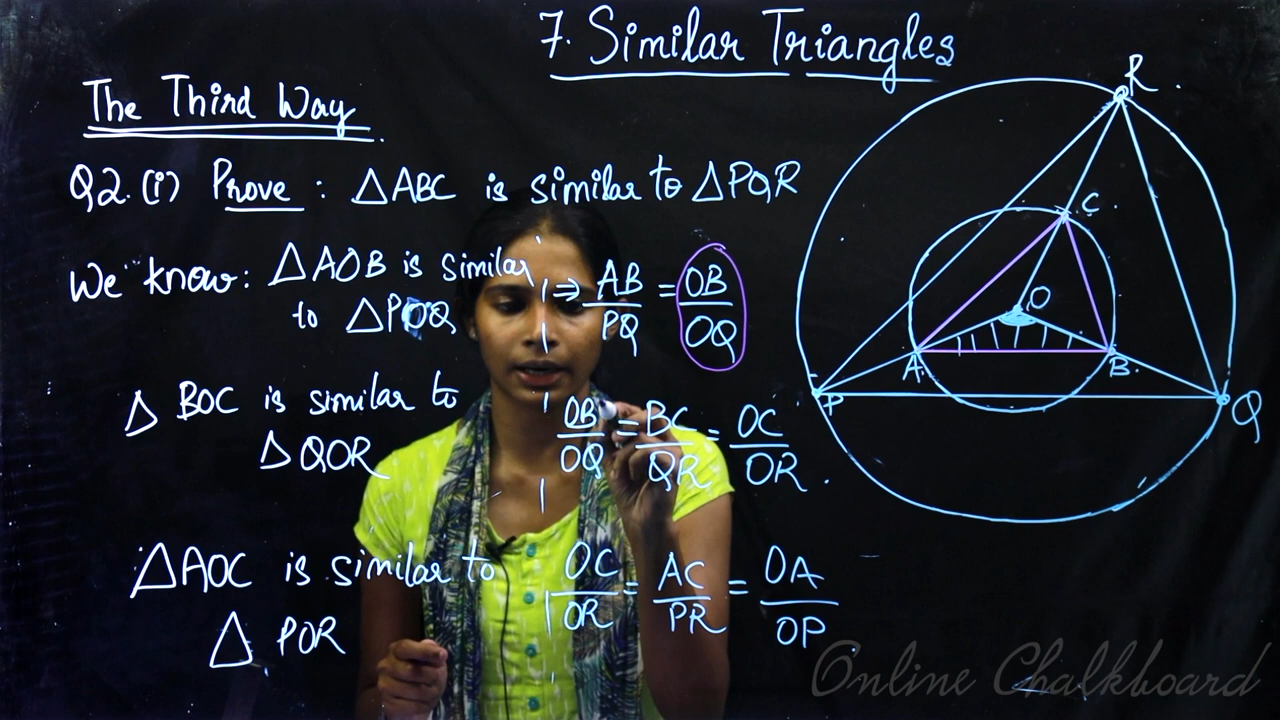 7. Similar Triangles
The Third Way
Q2. (i) Prove : △ABC is similar to △PQR
We know: △AOB is similar
to △POQ
⇒ AB/PQ = OB/OQ
△ BOC is similar to
△QOR
OB/OQ = BC/QR = OC/OR.
△AOC is similar to
△ POR
OC/OR = AC/PR = OA/OP
R
C
O
A
B
P
Q
Online Chalkboard